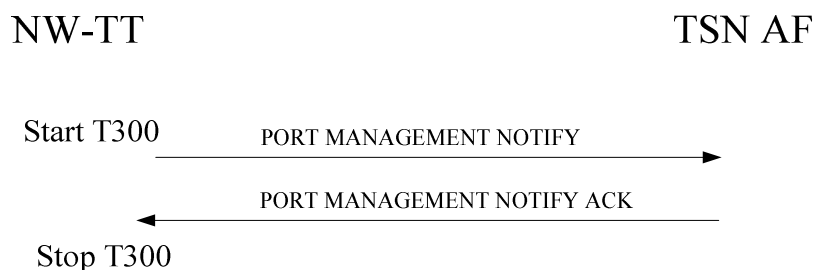 NW-TT
TSN AF
Start T300
PORT MANAGEMENT NOTIFY
PORT MANAGEMENT NOTIFY ACK
Stop T300